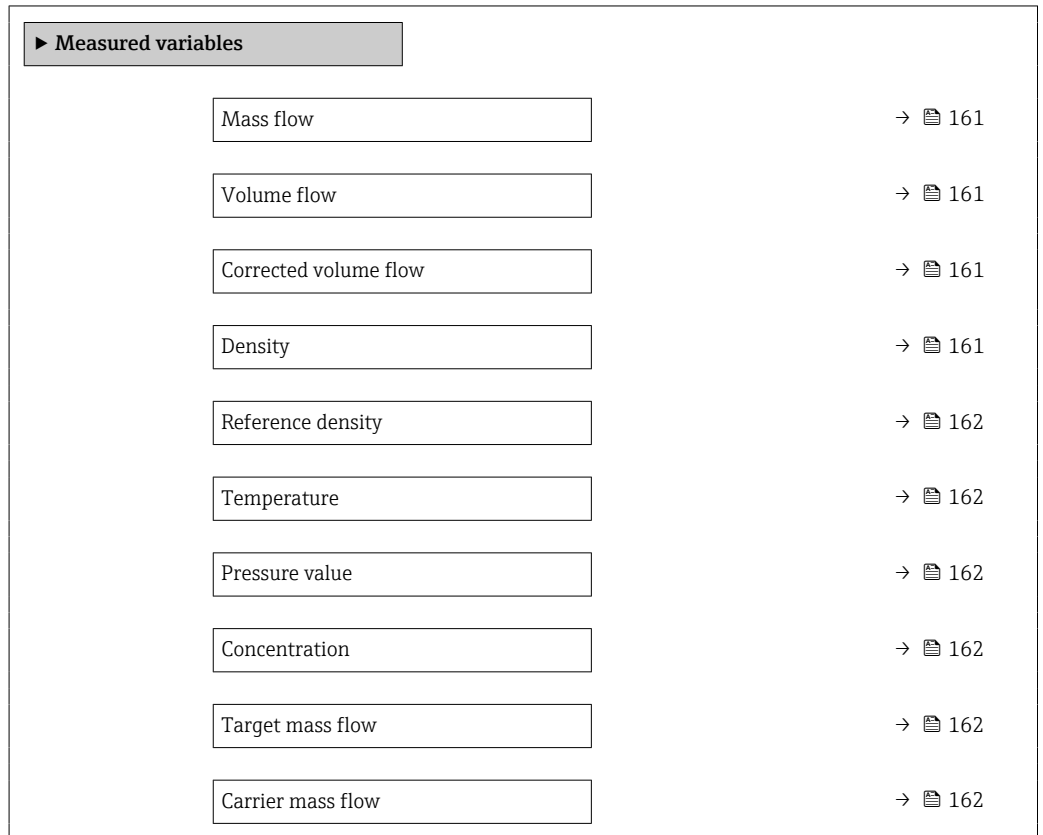 ▶ Measured variables
Mass flow → 161
Volume flow → 161
Corrected volume flow → 161
Density → 161
Reference density → 162
Temperature → 162
Pressure value → 162
Concentration → 162
Target mass flow → 162
Carrier mass flow → 162